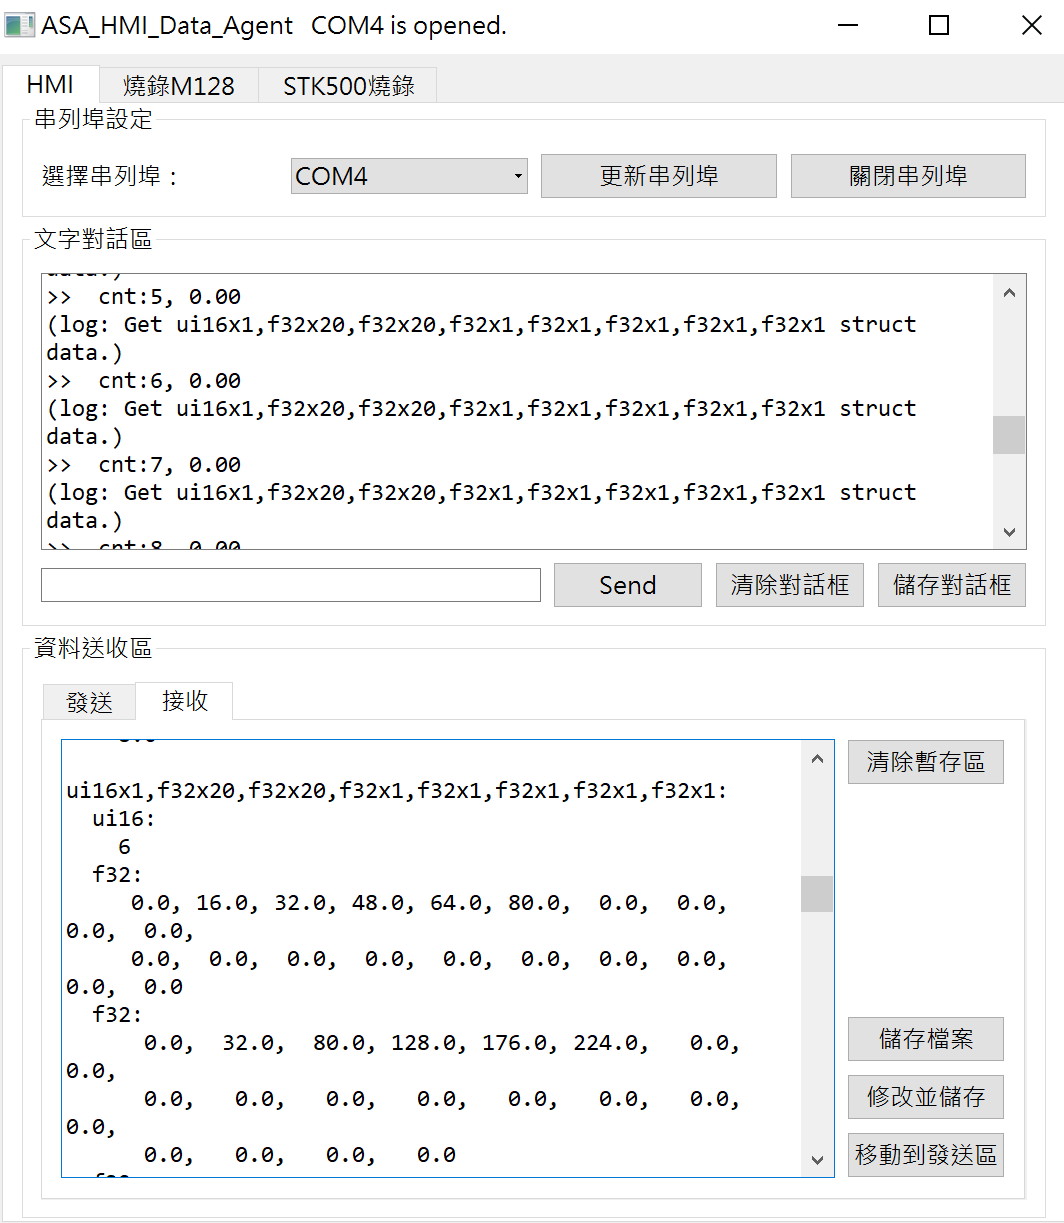 ASA_HMI_Data_Agent COM4 is opened.
HMI 燒錄M128 STK500燒錄
串列埠設定
選擇串列埠： COM4 更新串列埠 關閉串列埠
文字對話區
data.)
>>  cnt:5, 0.00
(log: Get ui16x1,f32x20,f32x20,f32x1,f32x1,f32x1,f32x1,f32x1 struct
data.)
>>  cnt:6, 0.00
(log: Get ui16x1,f32x20,f32x20,f32x1,f32x1,f32x1,f32x1,f32x1 struct
data.)
>>  cnt:7, 0.00
(log: Get ui16x1,f32x20,f32x20,f32x1,f32x1,f32x1,f32x1,f32x1 struct
data.)
>>  cnt:8, 0.00
Send 清除對話框 儲存對話框
資料送收區
發送 接收
ui16x1,f32x20,f32x20,f32x1,f32x1,f32x1,f32x1,f32x1:
ui16:
6
f32:
0.0, 16.0, 32.0, 48.0, 64.0, 80.0, 0.0, 0.0,
0.0, 0.0,
0.0, 0.0, 0.0, 0.0, 0.0, 0.0, 0.0, 0.0,
0.0, 0.0
f32:
0.0, 32.0, 80.0, 128.0, 176.0, 224.0, 0.0,
0.0,
0.0, 0.0, 0.0, 0.0, 0.0, 0.0, 0.0,
0.0,
0.0, 0.0, 0.0, 0.0
清除暫存區
儲存檔案
修改並儲存
移動到發送區